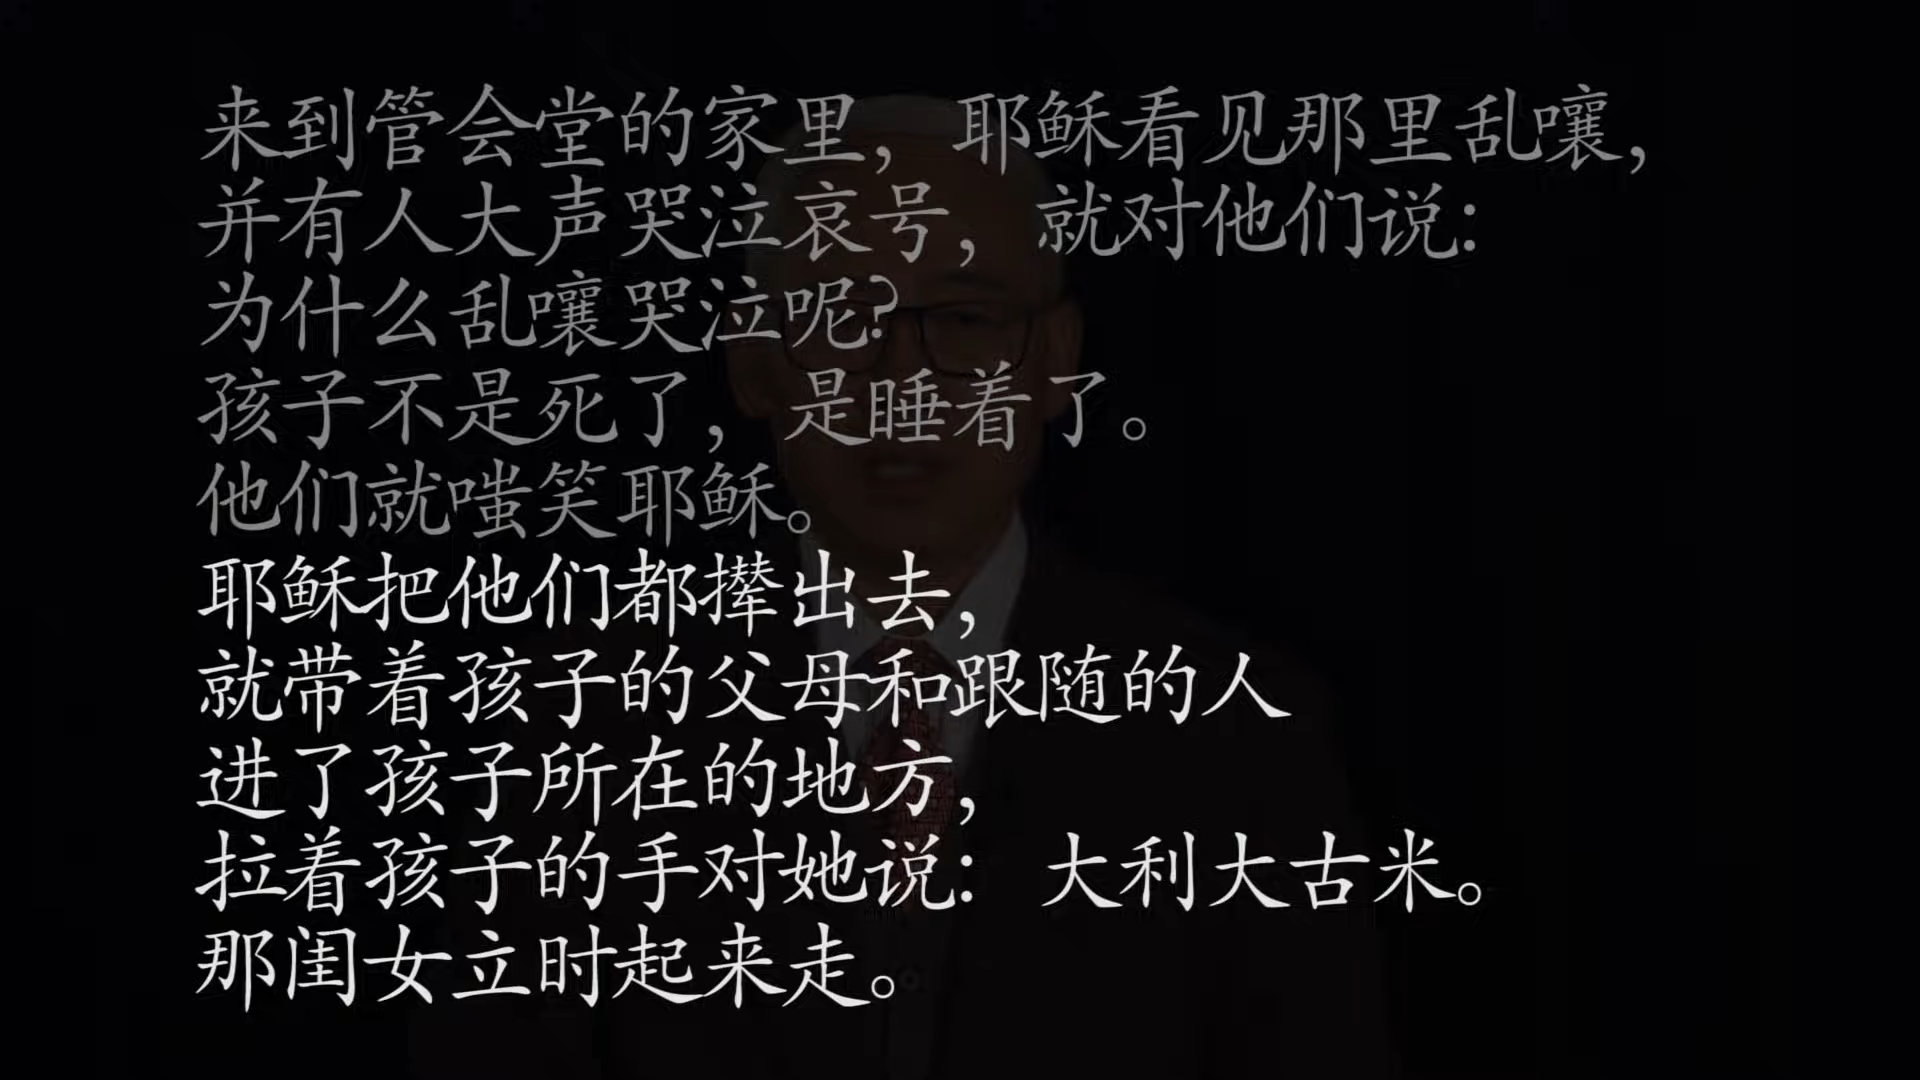 来到管会堂的家里，耶稣看见那里乱嚷，
并有人大声哭泣哀号，就对他们说：
为什么乱嚷哭泣呢？
孩子不是死了，是睡着了。
他们就嗤笑耶稣。
耶稣把他们都撵出去，
就带着孩子的父母和跟随的人
进了孩子所在的地方，
拉着孩子的手对她说：大利大古米。
那闺女立时起来走。